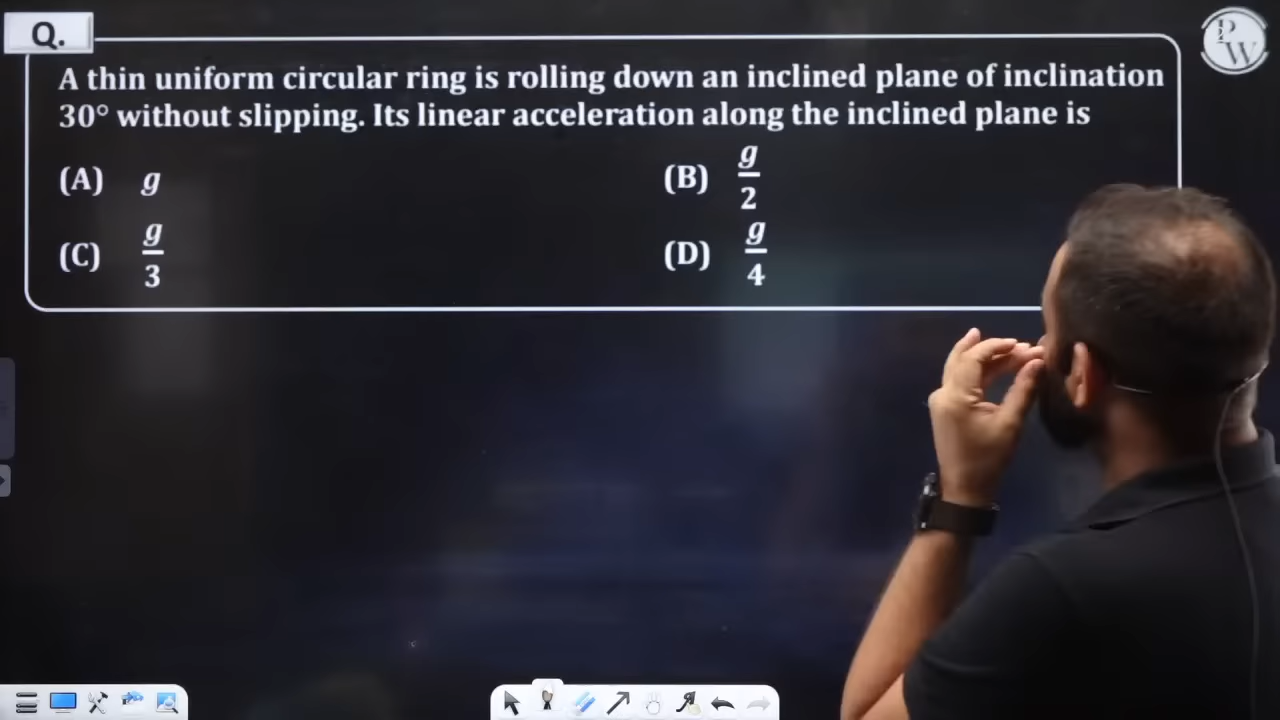 Q.
PW
A thin uniform circular ring is rolling down an inclined plane of inclination
30° without slipping. Its linear acceleration along the inclined plane is
(A) g
(B) g/2
(C) g/3
(D) g/4